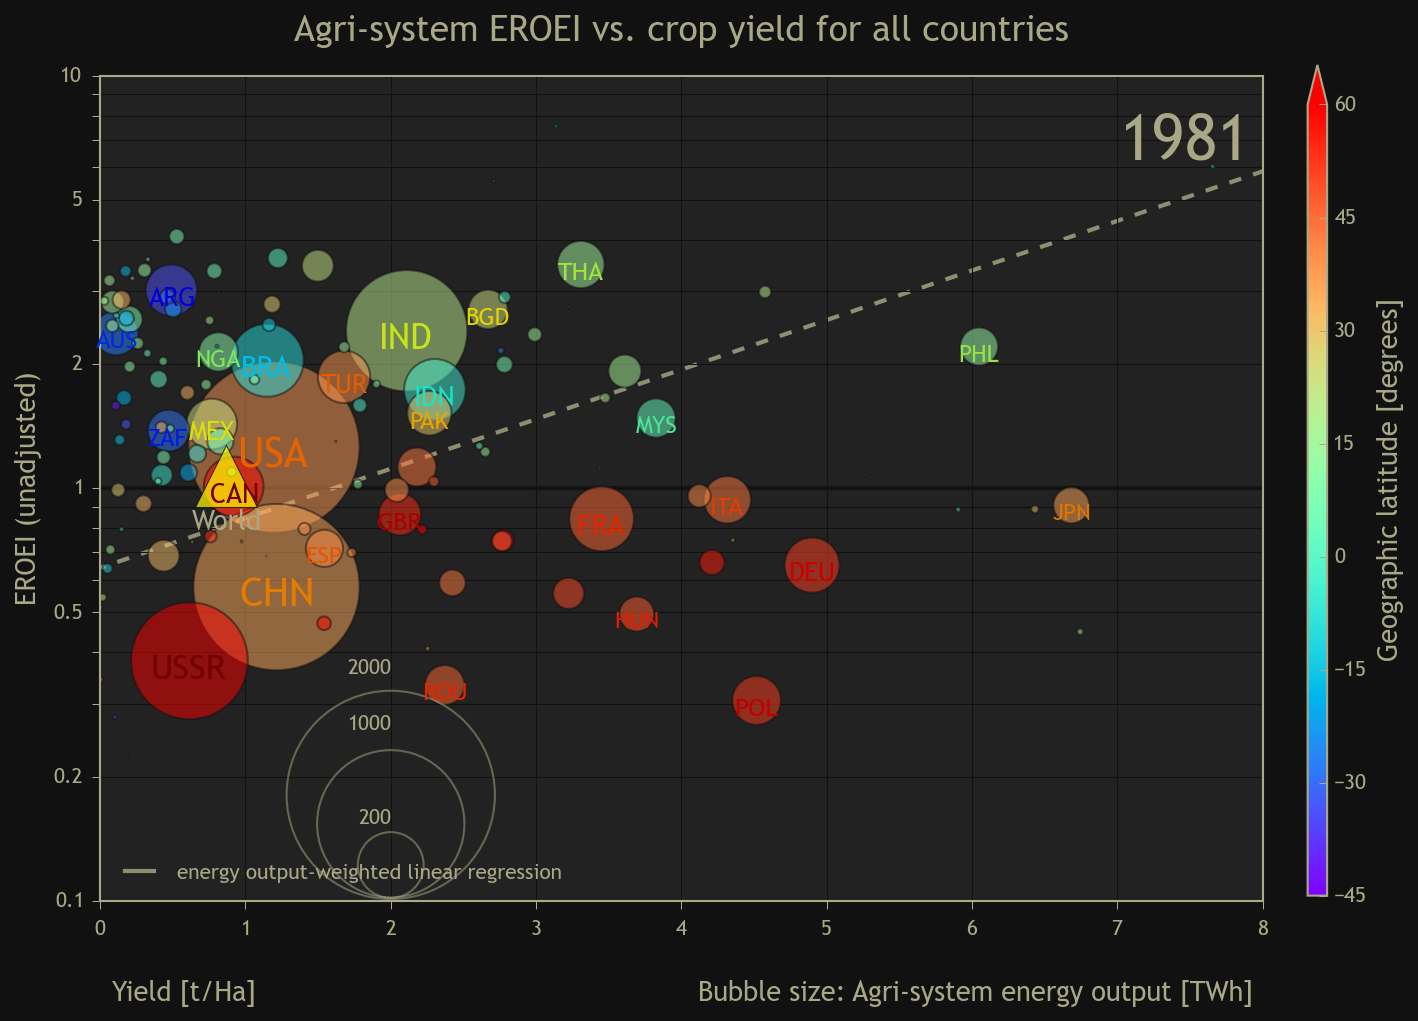 Agri-system EROEI vs. crop yield for all countries
1981
EROEI (unadjusted)
10
5
2
1
0.5
0.2
0.1
0
1
2
3
4
5
6
7
8
Yield [t/Ha]
Bubble size: Agri-system energy output [TWh]
Geographic latitude [degrees]
60
45
30
15
0
−15
−30
−45
THA
ARG
BGD
IND
AUS
NGA
BRA
PHL
TUR
IDN
PAK
MYS
MEX
ZAF
USA
CAN
World
GBR
FRA
ITA
JPN
ESP
DEU
CHN
HUN
USSR
ROU
POL
2000
1000
200
energy output-weighted linear regression